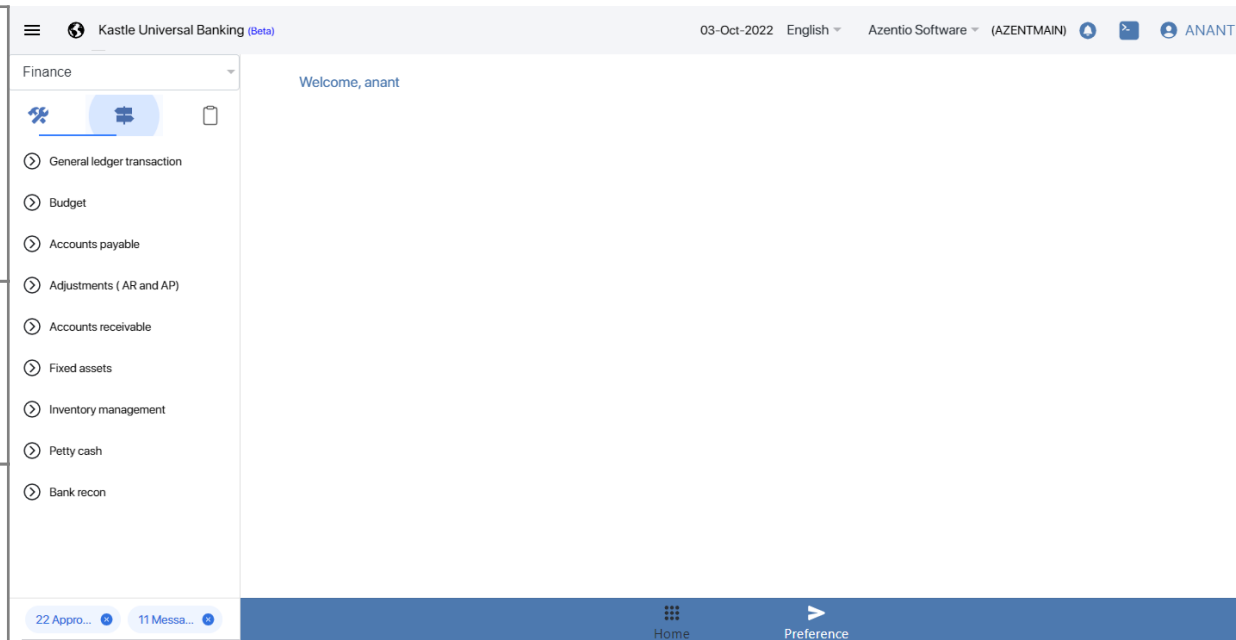 Kastle Universal Banking (Beta)
03-Oct-2022 English Azentio Software (AZENTMAIN) ANANT
Finance
Welcome, anant
General ledger transaction
Budget
Accounts payable
Adjustments ( AR and AP)
Accounts receivable
Fixed assets
Inventory management
Petty cash
Bank recon
22 Appro... 11 Messa...
Home Preference